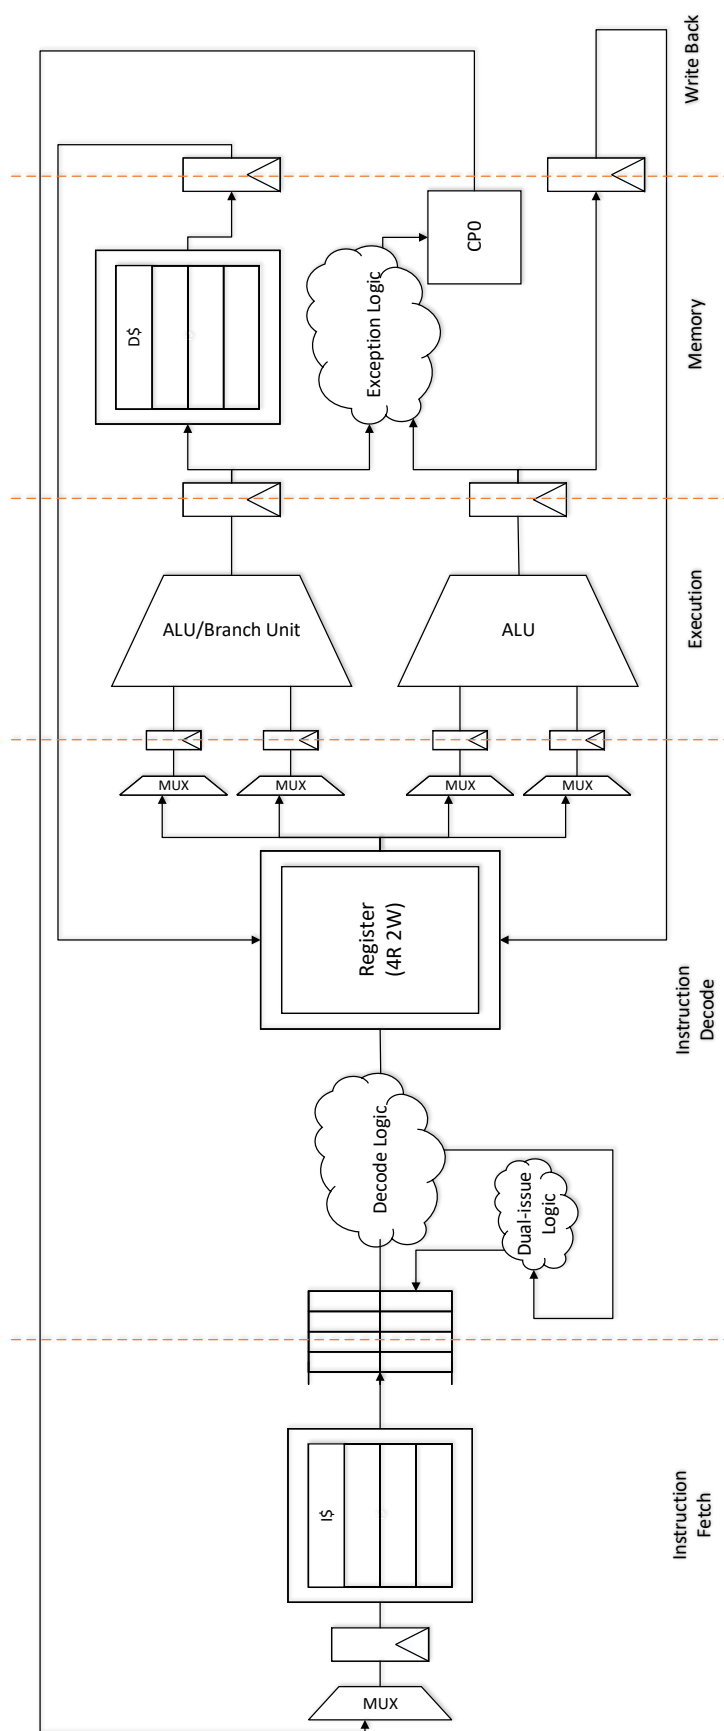 Write Back
CP0
D$
Exception Logic
Memory
ALU/Branch Unit
ALU
Execution
MUX
MUX
MUX
MUX
Register
(4R 2W)
Instruction
Decode
Decode Logic
Dual-issue
Logic
I$
Instruction
Fetch
MUX